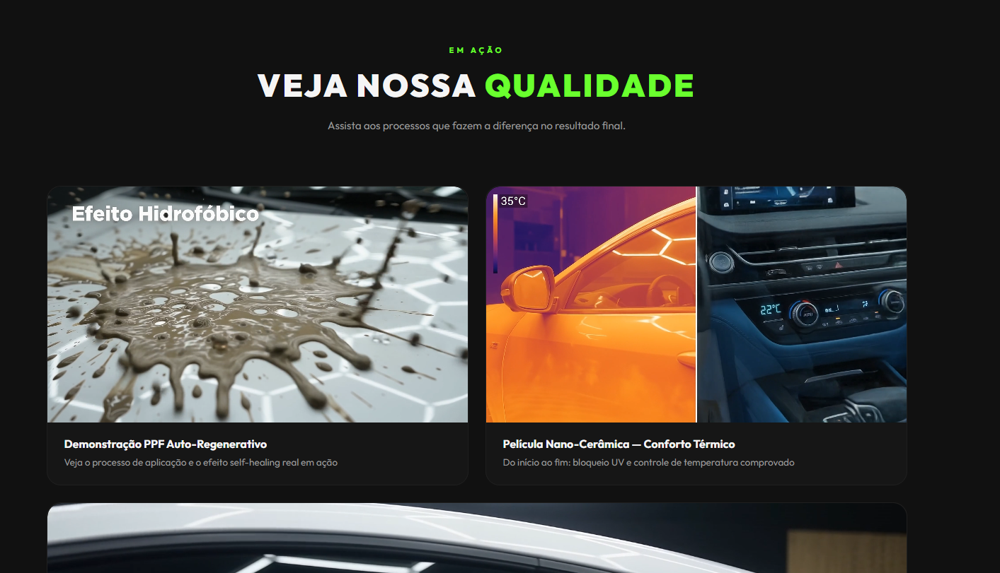 EM AÇÃO
VEJA NOSSA QUALIDADE
Assista aos processos que fazem a diferença no resultado final.
Efeito Hidrofóbico
35°C
22°C
Demonstração PPF Auto-Regenerativo
Veja o processo de aplicação e o efeito self-healing real em ação
Película Nano-Cerâmica — Conforto Térmico
Do início ao fim: bloqueio UV e controle de temperatura comprovado